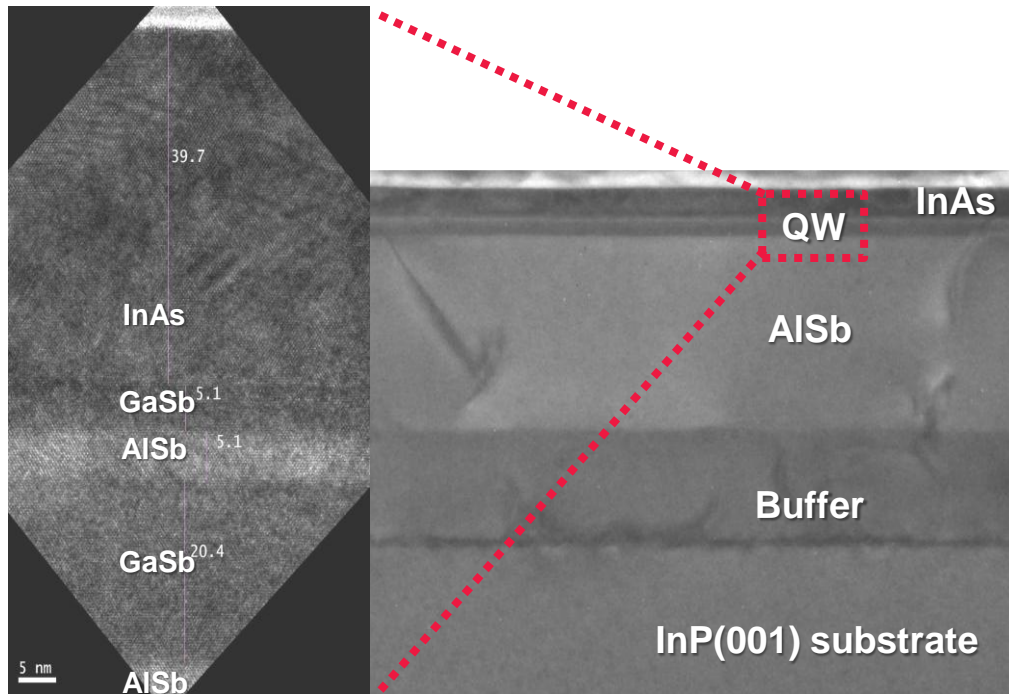 39.7
InAs
GaSb 5.1
AlSb 5.1
GaSb 20.4
5 nm
AlSb
InAs
QW
AlSb
Buffer
InP(001) substrate